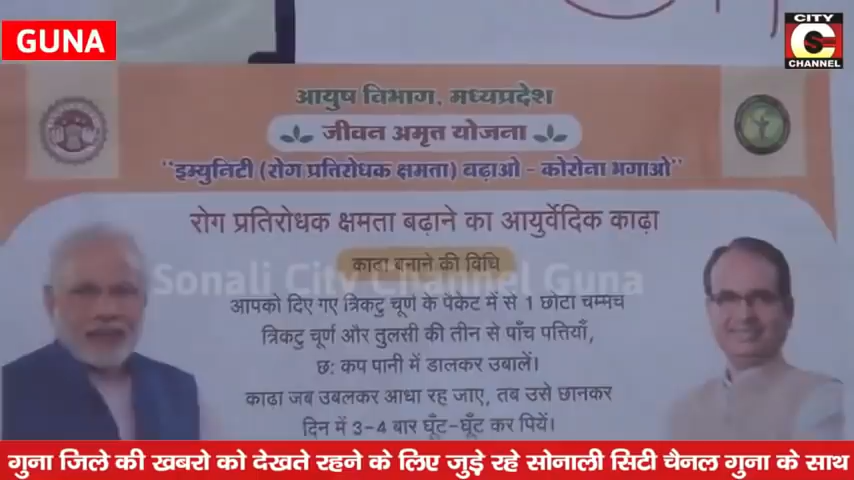 GUNA
CITY
CHANNEL
आयुष विभाग, मध्यप्रदेश
जीवन अमृत योजना
"इम्युनिटी (रोग प्रतिरोधक क्षमता) बढ़ाओ - कोरोना भगाओ"
रोग प्रतिरोधक क्षमता बढ़ाने का आयुर्वेदिक काढ़ा
काढा बनाने की विधि
Sonali City Channel Guna
आपको दिए गए त्रिकटु चूर्ण के पैकेट में से 1 छोटा चम्मच
त्रिकटु चूर्ण और तुलसी की तीन से पाँच पत्तियाँ,
छः कप पानी में डालकर उबालें।
काढा जब उबलकर आधा रह जाए, तब उसे छानकर
दिन में 3-4 बार घूँट-घूँट कर पियें।
गुना जिले की खबरो को देखते रहने के लिए जुड़े रहे सोनाली सिटी चैनल गुना के साथ